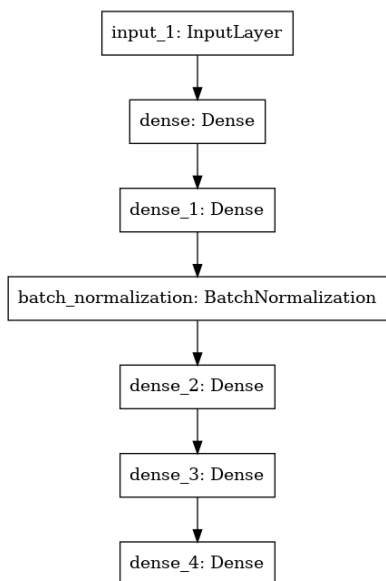 input_1: InputLayer
dense: Dense
dense_1: Dense
batch_normalization: BatchNormalization
dense_2: Dense
dense_3: Dense
dense_4: Dense